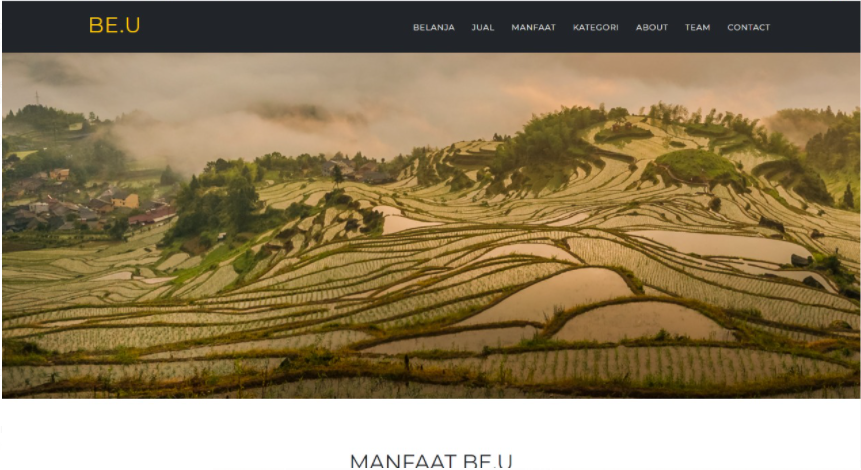 BE.U
BELANJA JUAL MANFAAT KATEGORI ABOUT TEAM CONTACT
MANFAAT BE.U